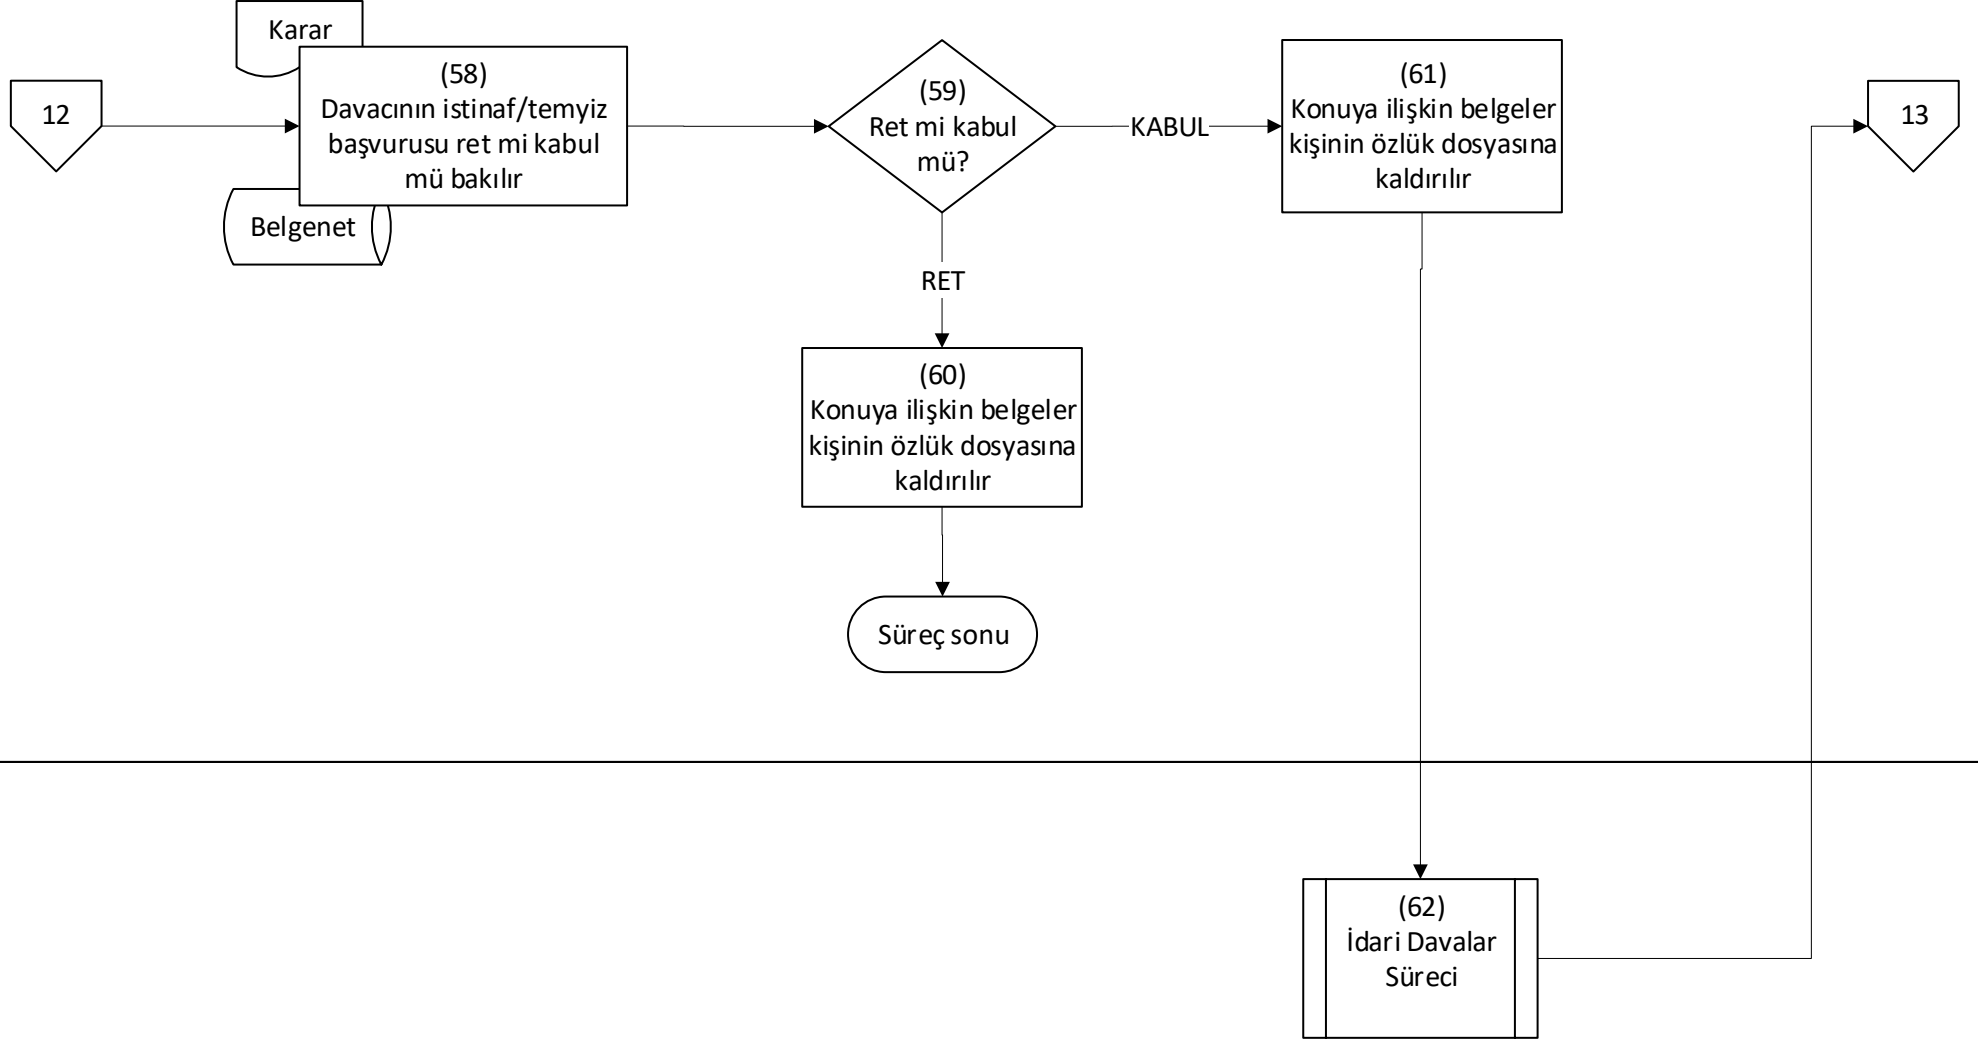 Karar
12
(58)
Davacının istinaf/temyiz
başvurusu ret mi kabul
mü bakılır
Belgenet
(59)
Ret mi kabul
mü?
KABUL
(61)
Konuya ilişkin belgeler
kişinin özlük dosyasına
kaldırılır
13
RET
(60)
Konuya ilişkin belgeler
kişinin özlük dosyasına
kaldırılır
Süreç sonu
(62)
İdari Davalar
Süreci